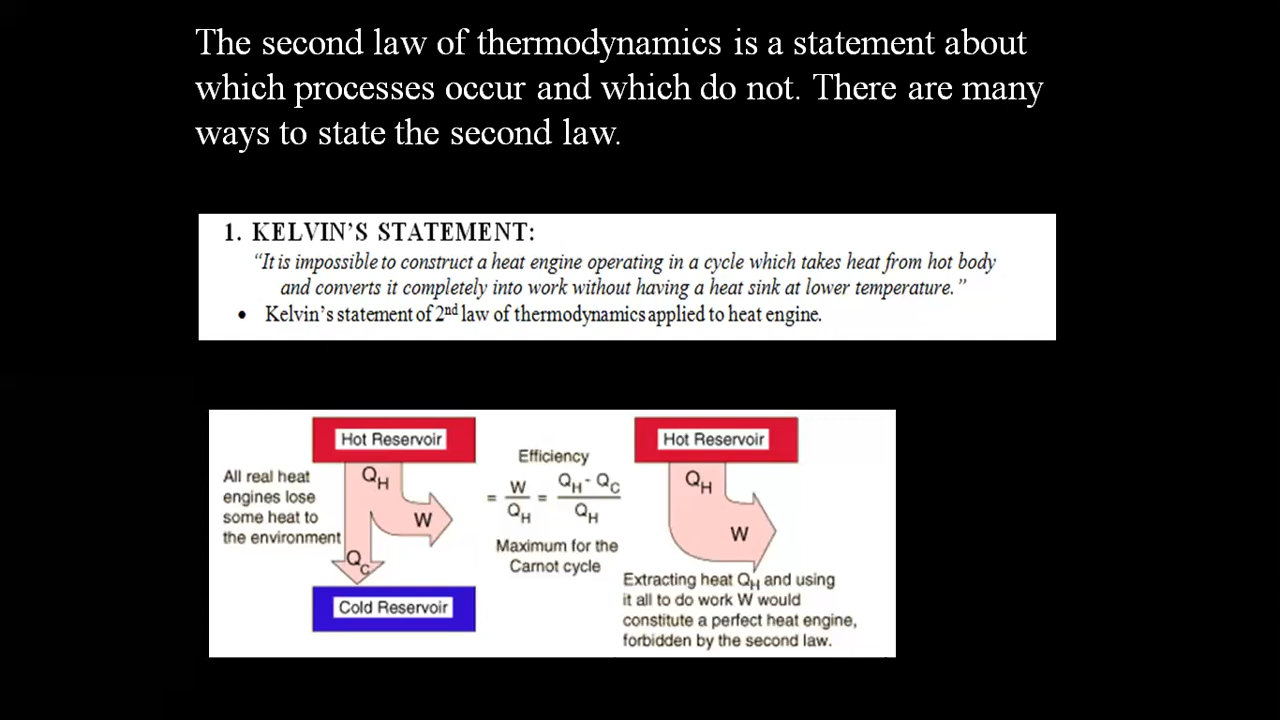 The second law of thermodynamics is a statement about
which processes occur and which do not. There are many
ways to state the second law.
1. KELVIN’S STATEMENT:
“It is impossible to construct a heat engine operating in a cycle which takes heat from hot body
and converts it completely into work without having a heat sink at lower temperature.”
• Kelvin’s statement of 2nd law of thermodynamics applied to heat engine.
Hot Reservoir
All real heat
engines lose
some heat to
the environment
QH
W
QC
Cold Reservoir
Efficiency
= W / QH = QH - QC / QH
Maximum for the
Carnot cycle
Hot Reservoir
QH
W
Extracting heat QH and using
it all to do work W would
constitute a perfect heat engine,
forbidden by the second law.